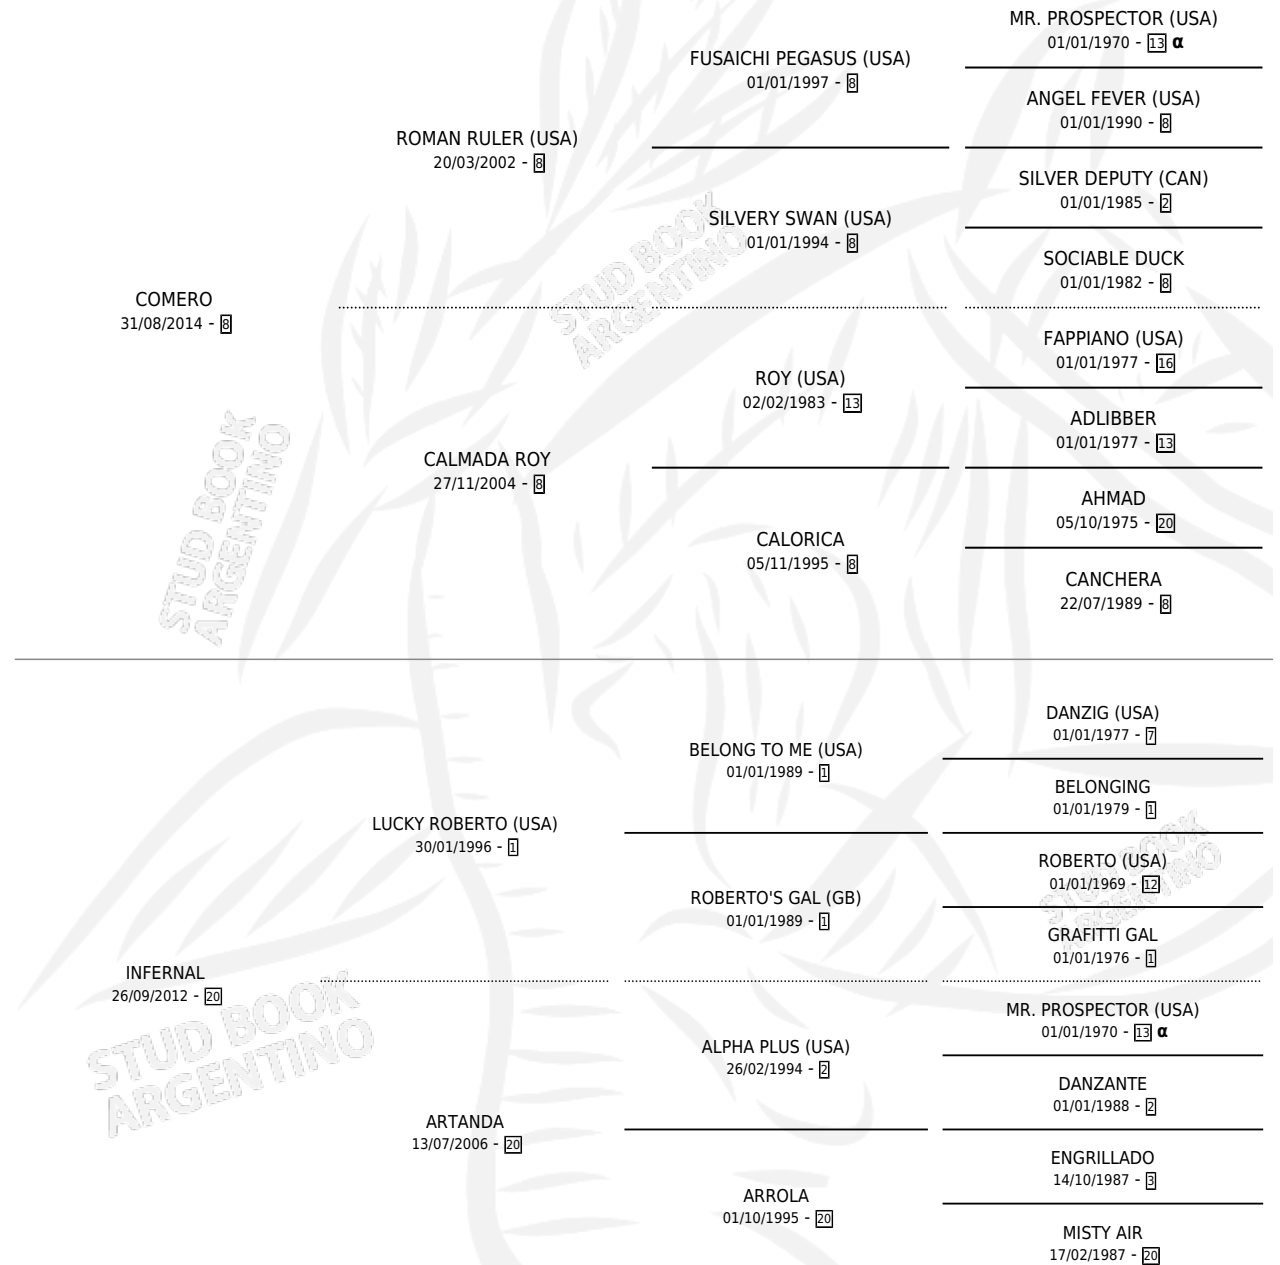 MR. PROSPECTOR (USA)
01/01/1970 - 13 α
FUSAICHI PEGASUS (USA)
01/01/1997 - 8
ANGEL FEVER (USA)
01/01/1990 - 8
ROMAN RULER (USA)
20/03/2002 - 8
SILVER DEPUTY (CAN)
01/01/1985 - 2
SILVERY SWAN (USA)
01/01/1994 - 8
SOCIABLE DUCK
01/01/1982 - 8
COMERO
31/08/2014 - 8
FAPPIANO (USA)
01/01/1977 - 16
ROY (USA)
02/02/1983 - 13
ADLIBBER
01/01/1977 - 13
CALMADA ROY
27/11/2004 - 8
AHMAD
05/10/1975 - 20
CALORICA
05/11/1995 - 8
CANCHERA
22/07/1989 - 8
STUD BOOK
ARGENTINO
STUD BOOK
ARGENTINO
DANZIG (USA)
01/01/1977 - 7
BELONG TO ME (USA)
01/01/1989 - 1
BELONGING
01/01/1979 - 1
LUCKY ROBERTO (USA)
30/01/1996 - 1
ROBERTO (USA)
01/01/1969 - 12
ROBERTO'S GAL (GB)
01/01/1989 - 1
GRAFITTI GAL
01/01/1976 - 1
INFERNAL
26/09/2012 - 20
MR. PROSPECTOR (USA)
01/01/1970 - 13 α
ALPHA PLUS (USA)
26/02/1994 - 2
DANZANTE
01/01/1988 - 2
ARTANDA
13/07/2006 - 20
ENGRILLADO
14/10/1987 - 3
ARROLA
01/10/1995 - 20
MISTY AIR
17/02/1987 - 20
STUD BOOK
ARGENTINO
STUD BOOK
ARGENTINO